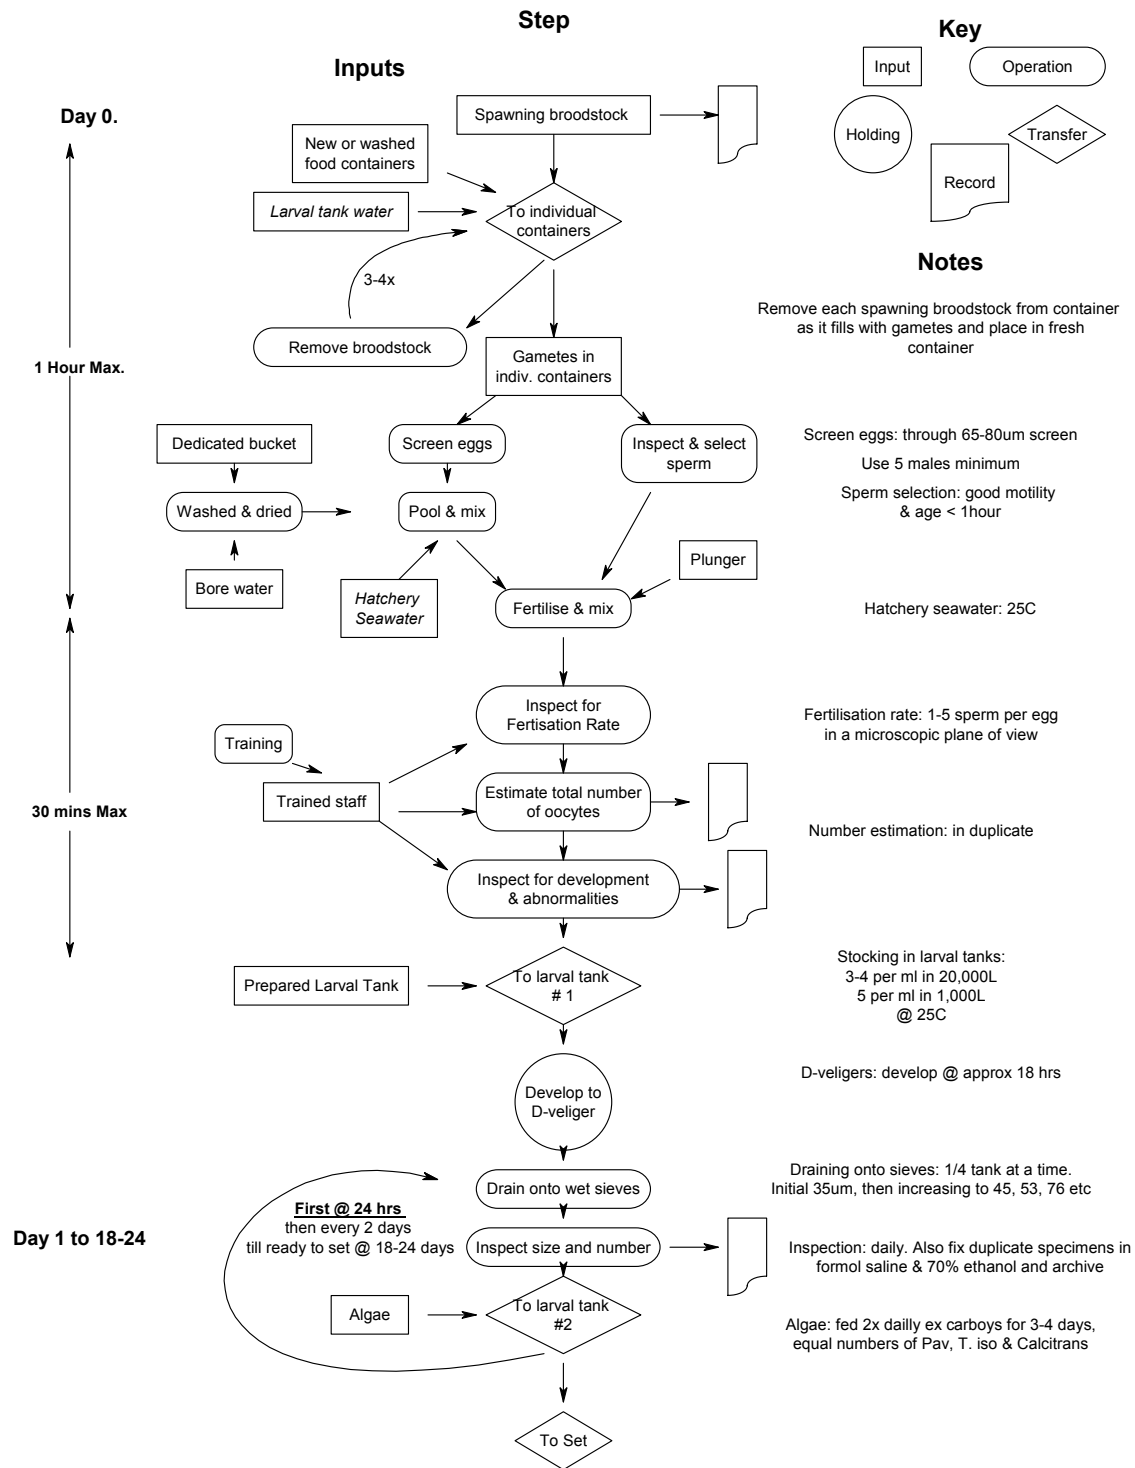 Step
Key
Inputs
Input
Operation
Day 0.
Spawning broodstock
Holding
Transfer
New or washed
food containers
Record
Larval tank water
To individual
containers
Notes
3-4x
Remove each spawning broodstock from container
as it fills with gametes and place in fresh
container
Remove broodstock
1 Hour Max.
Gametes in
indiv. containers
Dedicated bucket
Screen eggs
Inspect & select
sperm
Screen eggs: through 65-80um screen
Use 5 males minimum
Sperm selection: good motility
& age < 1hour
Washed & dried
Pool & mix
Plunger
Bore water
Hatchery
Seawater
Fertilise & mix
Hatchery seawater: 25C
Inspect for
Fertisation Rate
Fertilisation rate: 1-5 sperm per egg
in a microscopic plane of view
Training
Trained staff
Estimate total number
of oocytes
30 mins Max
Number estimation: in duplicate
Inspect for development
& abnormalities
Prepared Larval Tank
To larval tank
# 1
Stocking in larval tanks:
3-4 per ml in 20,000L
5 per ml in 1,000L
@ 25C
D-veligers: develop @ approx 18 hrs
Develop to
D-veliger
Drain onto wet sieves
Draining onto sieves: 1/4 tank at a time.
Initial 35um, then increasing to 45, 53, 76 etc
First @ 24 hrs
then every 2 days
till ready to set @ 18-24 days
Day 1 to 18-24
Inspect size and number
Inspection: daily. Also fix duplicate specimens in
formol saline & 70% ethanol and archive
Algae
To larval tank
#2
Algae: fed 2x dailly ex carboys for 3-4 days,
equal numbers of Pav, T. iso & Calcitrans
To Set